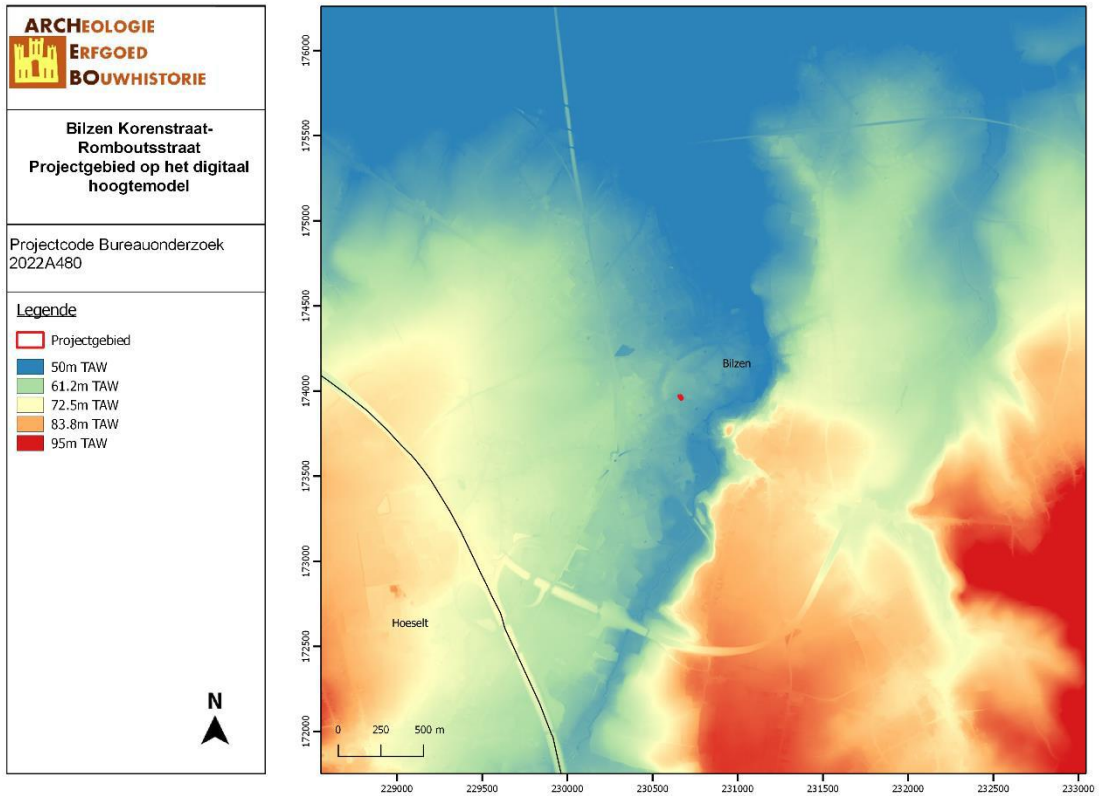 ARCHEOLOGIE
ERFGOED
BOUWHISTORIE
Bilzen Korenstraat-
Romboutsstraat
Projectgebied op het digitaal
hoogtemodel
Projectcode Bureauonderzoek
2022A480
Legende
Projectgebied
50m TAW
61.2m TAW
72.5m TAW
83.8m TAW
95m TAW
N
176000
175500
175000
174500
174000
173500
173000
172500
172000
Bilzen
Hoeselt
0 250 500 m
229000 229500 230000 230500 231000 231500 232000 232500 233000